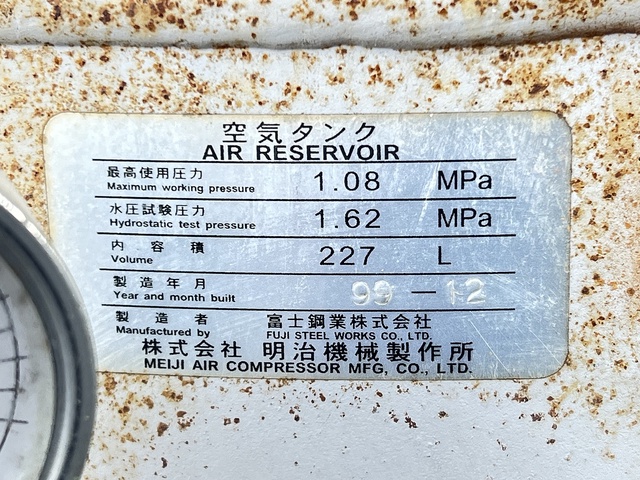 空気タンク
AIR RESERVOIR
最高使用圧力 1.08 MPa
Maximum working pressure
水圧試験圧力 1.62 MPa
Hydrostatic test pressure
内容積 227 L
Volume
製造年月 99-12
Year and month built
製造者 富士鋼業株式会社
Manufactured by FUJI STEEL WORKS CO., LTD.
株式会社 明治機械製作所
MEIJI AIR COMPRESSOR MFG, CO., LTD.